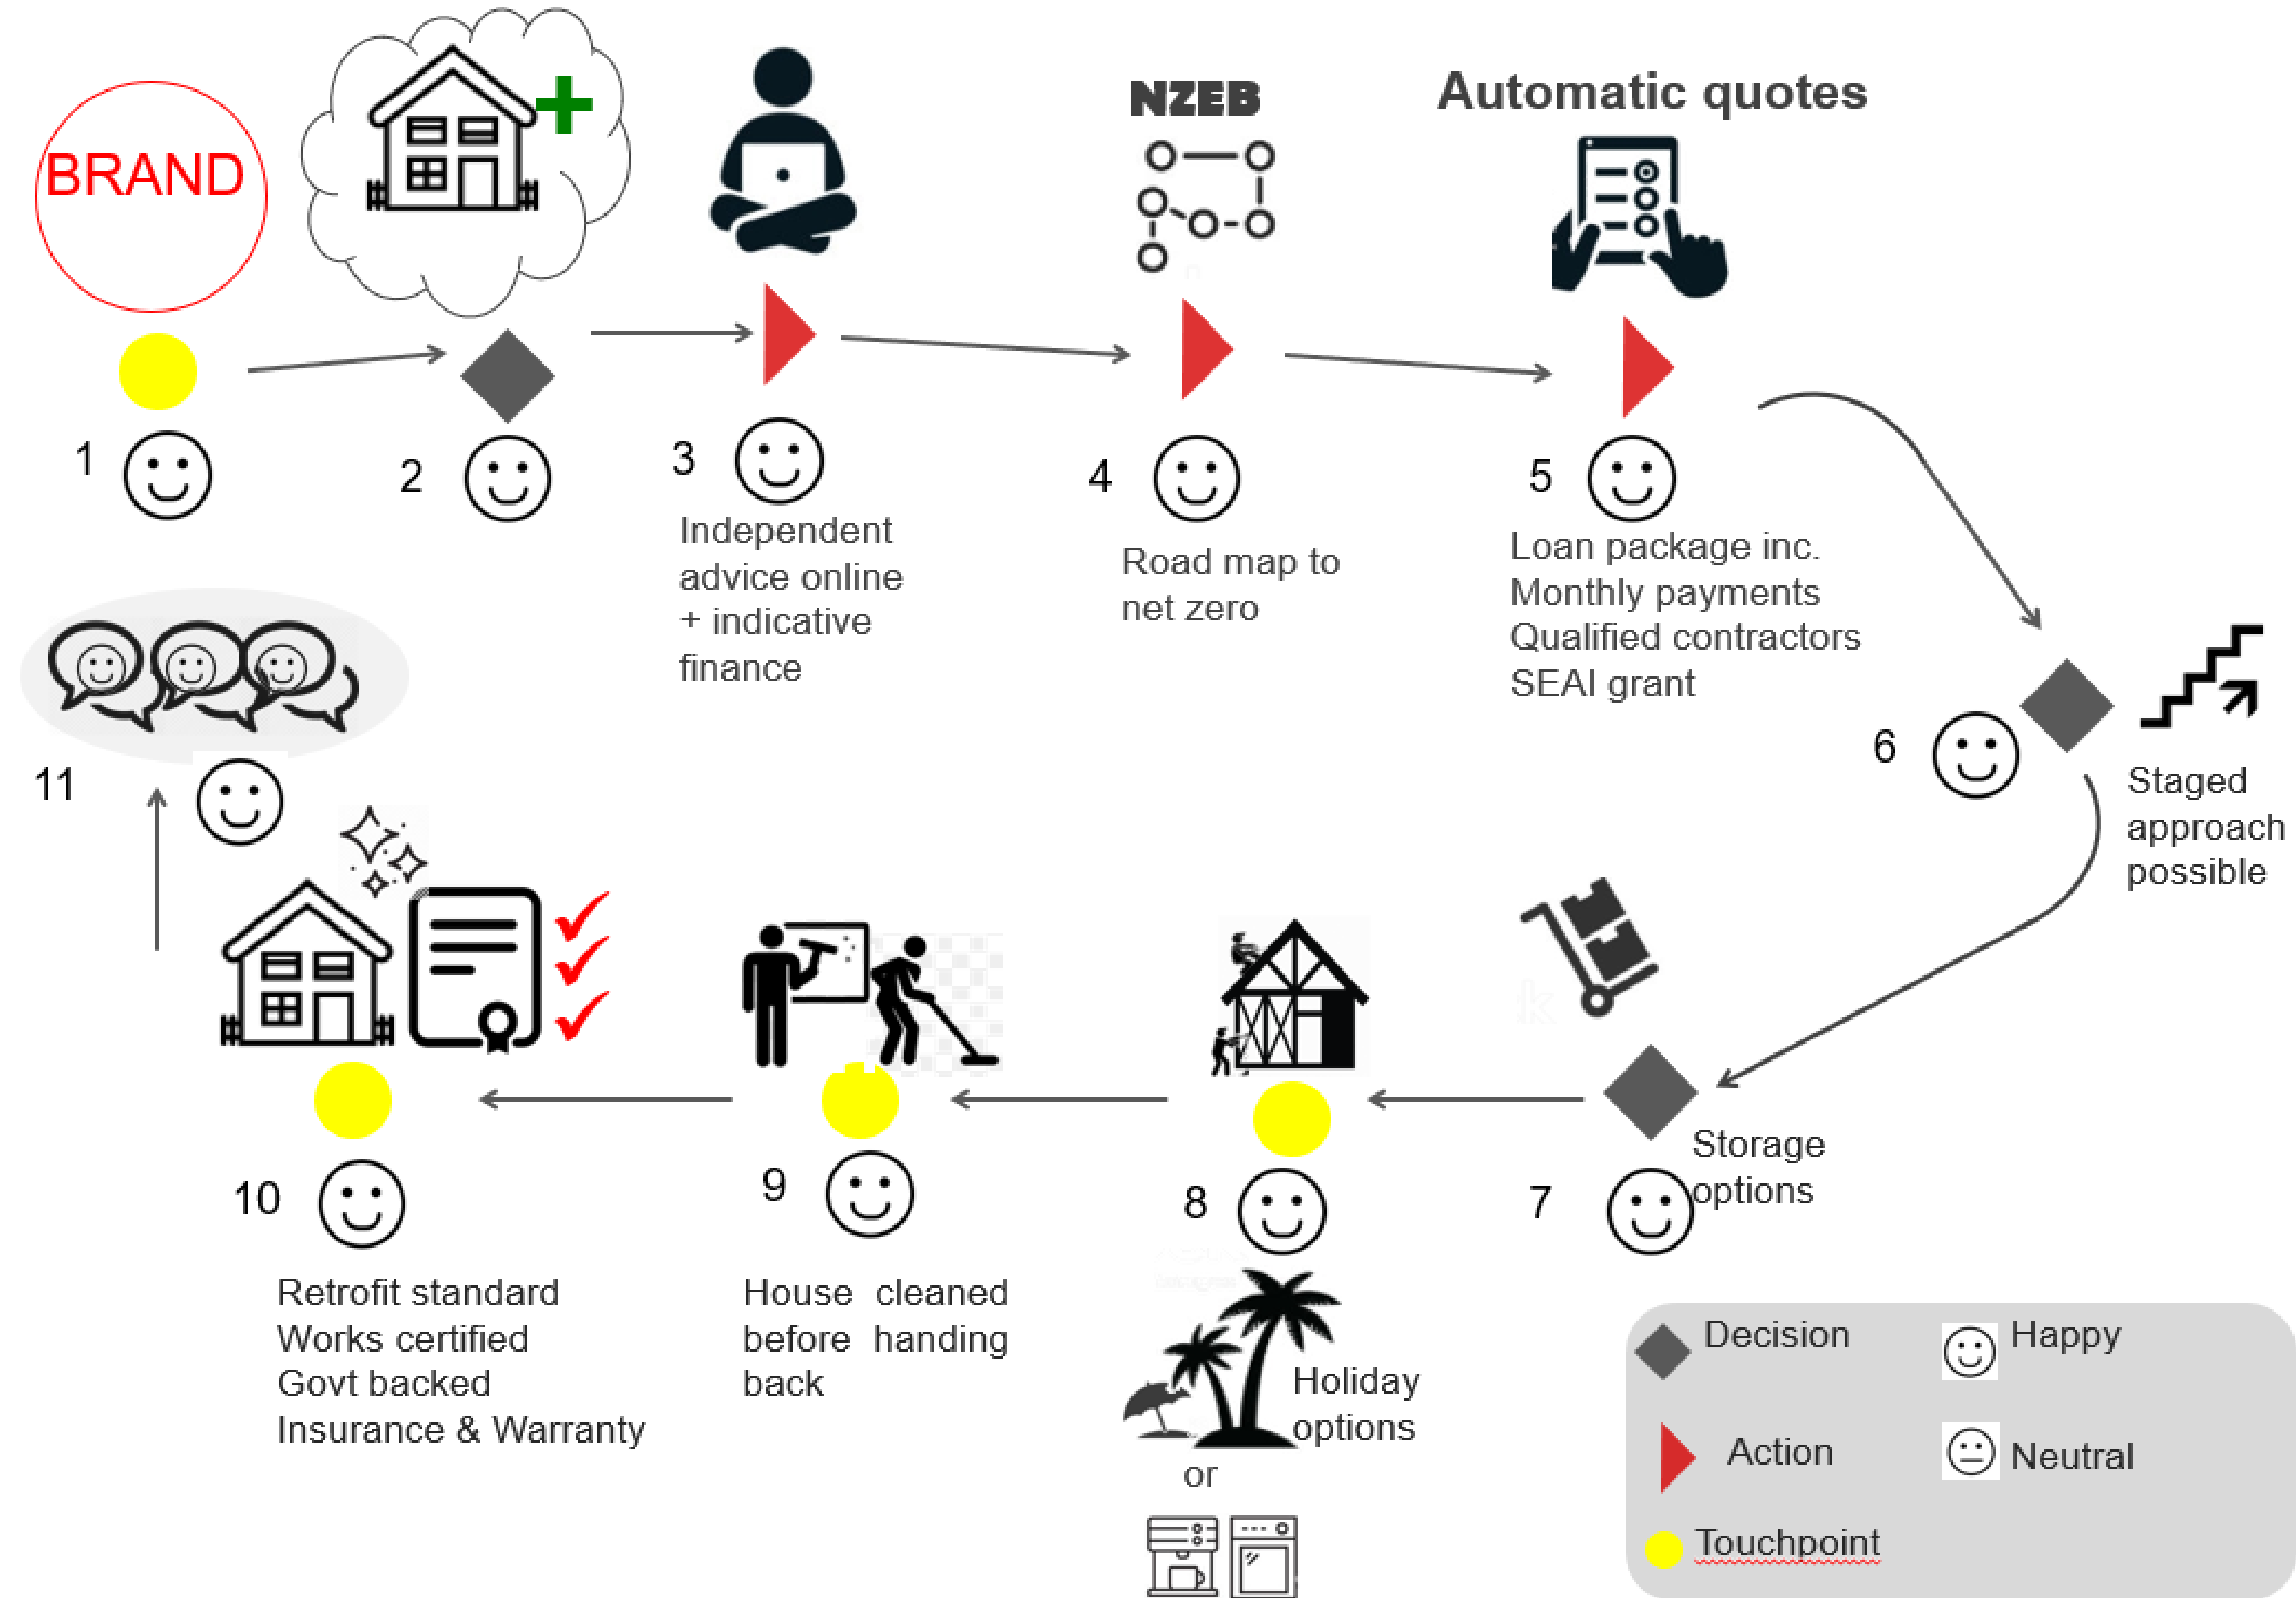 BRAND
NZEB
Automatic quotes
1
2
3
4
5
Independent
advice online
+ indicative
finance
Road map to
net zero
Loan package inc.
Monthly payments
Qualified contractors
SEAI grant
6
Staged
approach
possible
7
Storage
options
8
Holiday
options
or
9
House cleaned
before handing
back
10
Retrofit standard
Works certified
Govt backed
Insurance & Warranty
11
Decision
Happy
Action
Neutral
Touchpoint